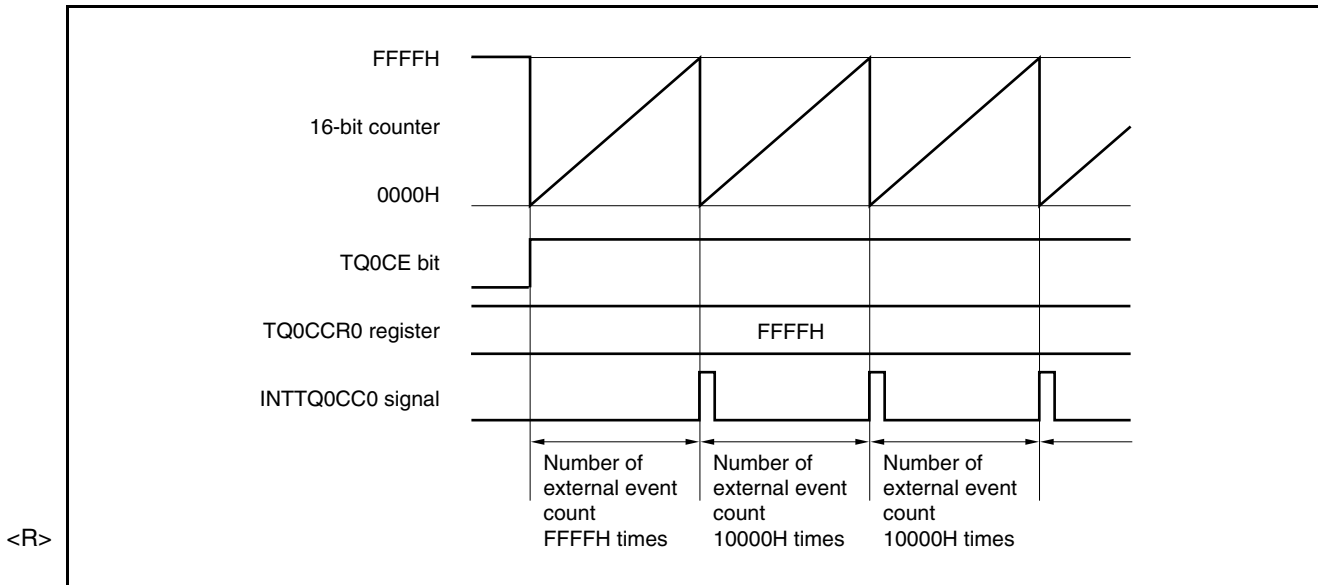 FFFFH
16-bit counter
0000H
TQ0CE bit
TQ0CCR0 register
FFFFH
INTTQ0CC0 signal
Number of
external event
count
FFFFH times
Number of
external event
count
10000H times
Number of
external event
count
10000H times
<R>